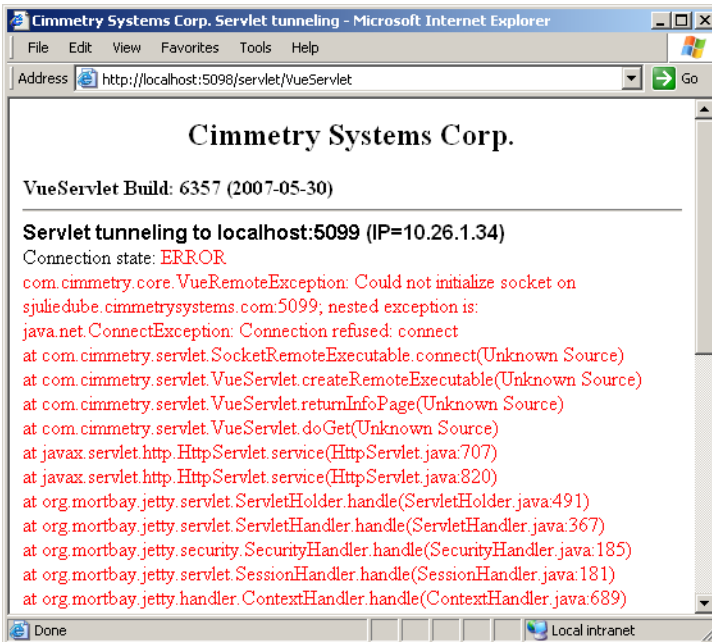 Cimmetry Systems Corp. Servlet tunneling - Microsoft Internet Explorer
File Edit View Favorites Tools Help
Address http://localhost:5098/servlet/VueServlet Go
Cimmetry Systems Corp.
VueServlet Build: 6357 (2007-05-30)
Servlet tunneling to localhost:5099 (IP=10.26.1.34)
Connection state: ERROR
com.cimmetry.core.VueRemoteException: Could not initialize socket on
sjuliedube.cimmetrysystems.com:5099; nested exception is:
java.net.ConnectException: Connection refused: connect
at com.cimmetry.servlet.SocketRemoteExecutable.connect(Unknown Source)
at com.cimmetry.servlet.VueServlet.createRemoteExecutable(Unknown Source)
at com.cimmetry.servlet.VueServlet.returnInfoPage(Unknown Source)
at com.cimmetry.servlet.VueServlet.doGet(Unknown Source)
at javax.servlet.http.HttpServlet.service(HttpServlet.java:707)
at javax.servlet.http.HttpServlet.service(HttpServlet.java:820)
at org.mortbay.jetty.servlet.ServletHolder.handle(ServletHolder.java:491)
at org.mortbay.jetty.servlet.ServletHandler.handle(ServletHandler.java:367)
at org.mortbay.jetty.security.SecurityHandler.handle(SecurityHandler.java:185)
at org.mortbay.jetty.servlet.SessionHandler.handle(SessionHandler.java:181)
at org.mortbay.jetty.handler.ContextHandler.handle(ContextHandler.java:689)
Done Local intranet